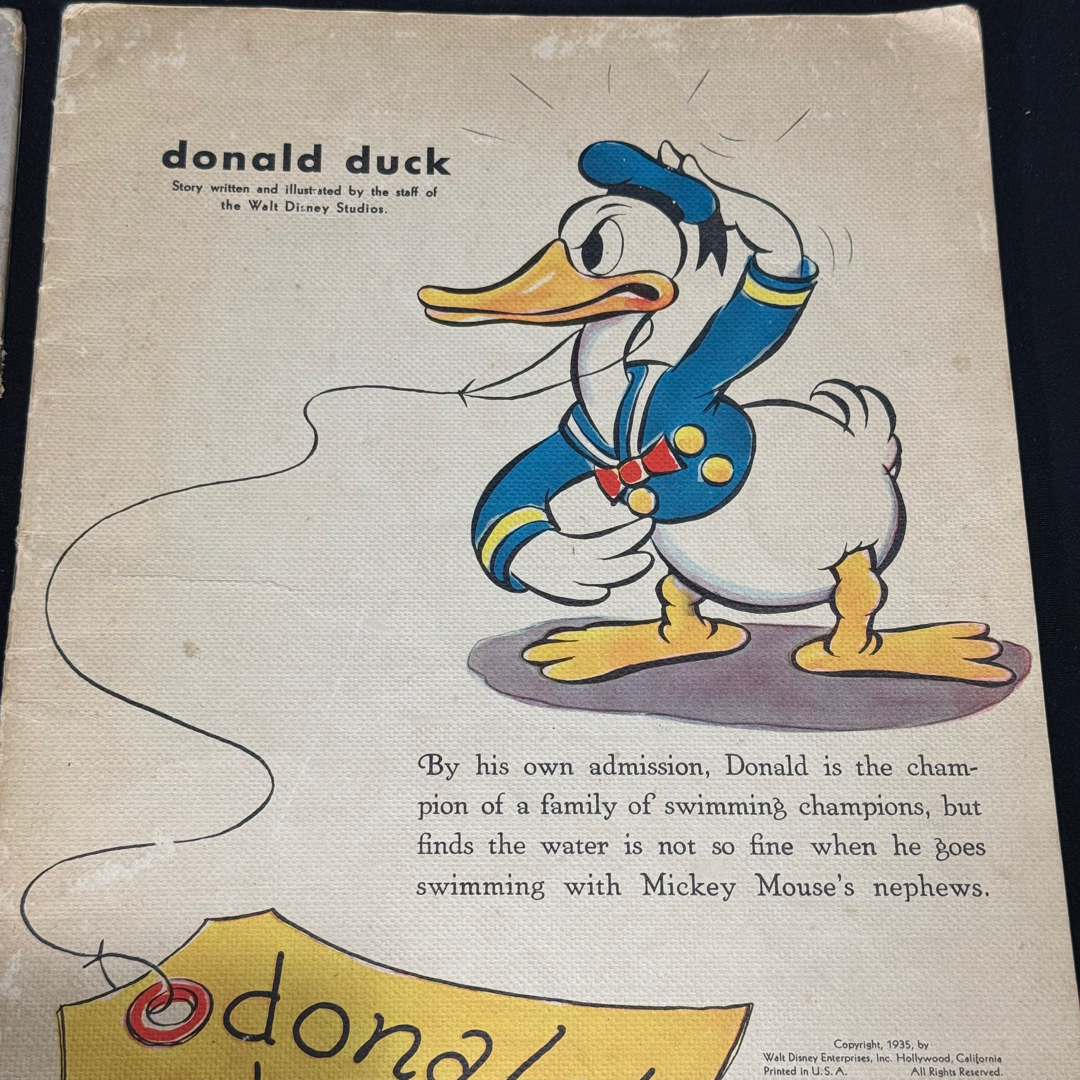 donald duck
Story written and illustrated by the staff of
the Walt Disney Studios.
By his own admission, Donald is the cham-
pion of a family of swimming champions, but
finds the water is not so fine when he goes
swimming with Mickey Mouse's nephews.
donal
Copyright, 1935, by
Walt Disney Enterprises, Inc. Hollywood, California
Printed in U. S. A. All Rights Reserved.